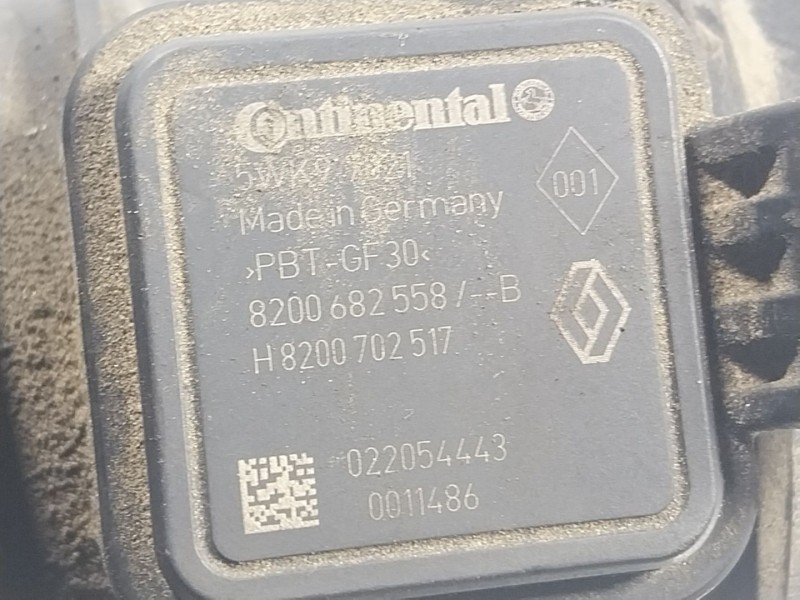 Continental
Made in Germany
001
>PBT-GF30<
8200 682 558 /--B
H 8200 702 517
022054443
0011486